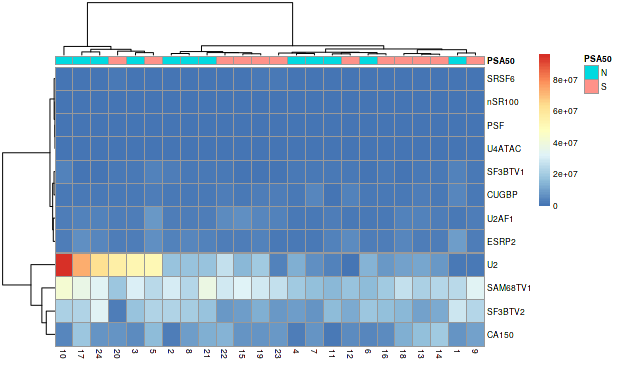 PSA50
PSA50
N
S
SRSF6
nSR100
PSF
U4ATAC
SF3BTV1
CUGBP
U2AF1
ESRP2
U2
SAM68TV1
SF3BTV2
CA150
8e+07
6e+07
4e+07
2e+07
0
10 17 24 20 3 5 2 8 21 22 15 19 23 4 7 11 12 6 16 18 13 14 1 9